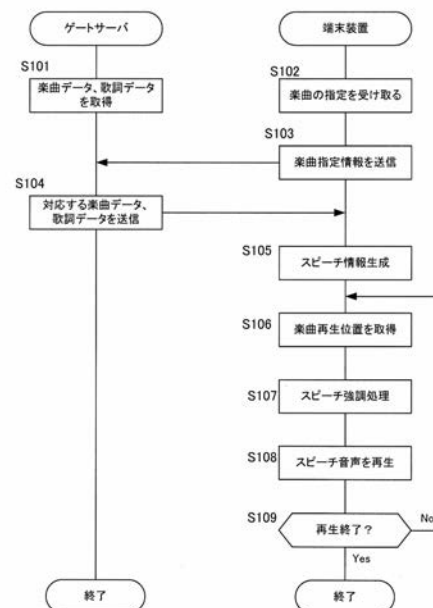 ゲートサーバ
端末装置
S101
楽曲データ、歌詞データ
を取得
S102
楽曲の指定を受け取る
S103
楽曲指定情報を送信
S104
対応する楽曲データ、
歌詞データを送信
S105
スピーチ情報生成
S106
楽曲再生位置を取得
S107
スピーチ強調処理
S108
スピーチ音声を再生
S109
再生終了？
No
Yes
終了
終了